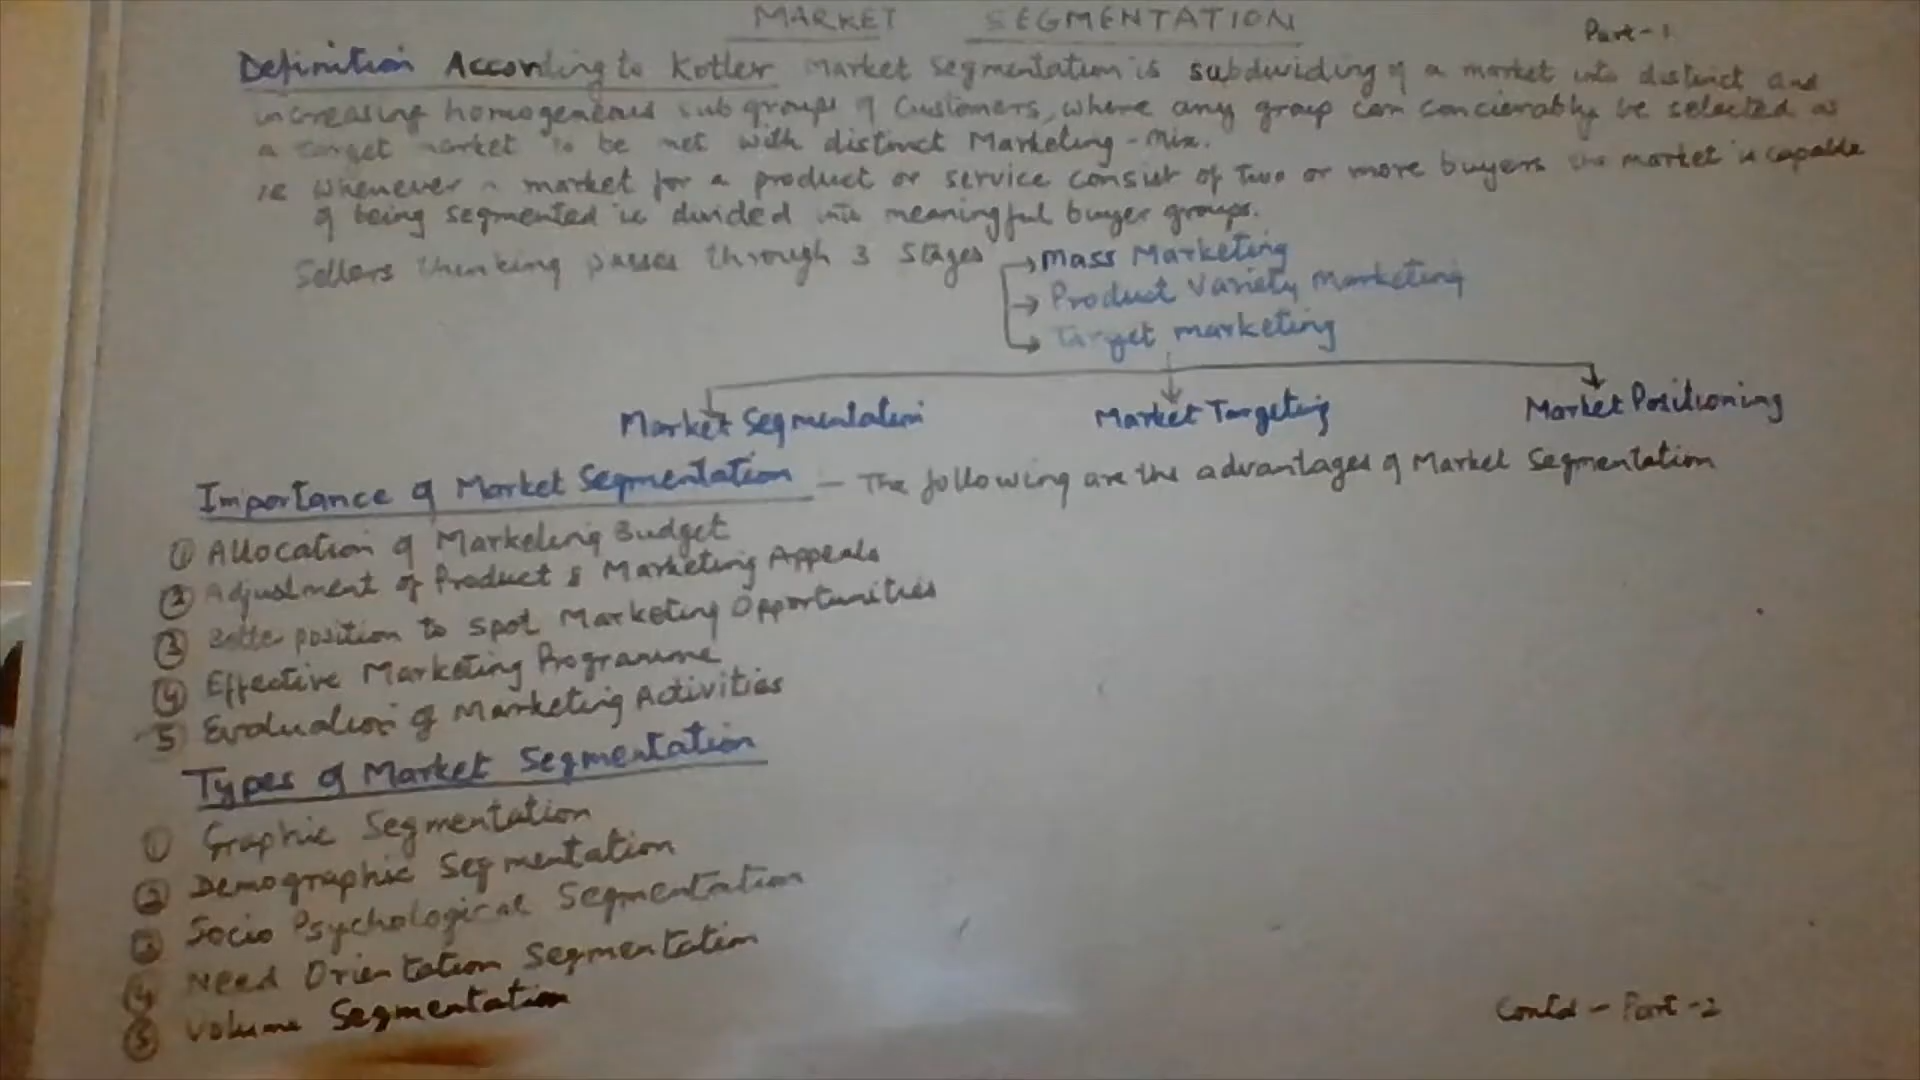 MARKET SEGMENTATION
Part-1
Definition According to Kotler Market Segmentation is subdividing of a market into distinct and
increasing homogeneous sub groups of Customers, where any group can concierably be selected as
a target market to be met with distinct Marketing-Mix.
ie Whenever a market for a product or service consist of two or more buyers the market is capable
of being segmented ie divided into meaningful buyer groups.
Sellers thinking passes through 3 Stages → Mass Marketing
→ Product Variety Marketing
→ Target marketing
Market Segmentation Market Targeting Market Positioning
Importance of Market Segmentation – The following are the advantages of Market Segmentation
① Allocation of Marketing Budget
② Adjustment of Product & Marketing Appeals
③ Better position to spot Marketing Opportunities
④ Effective Marketing Programme
5 Evaluation of Marketing Activities
Types of Market Segmentation
① Graphic Segmentation
② Demographic Segmentation
③ Socio Psychological Segmentation
④ Need Orientation Segmentation
⑤ Volume Segmentation
Contd – Part-2